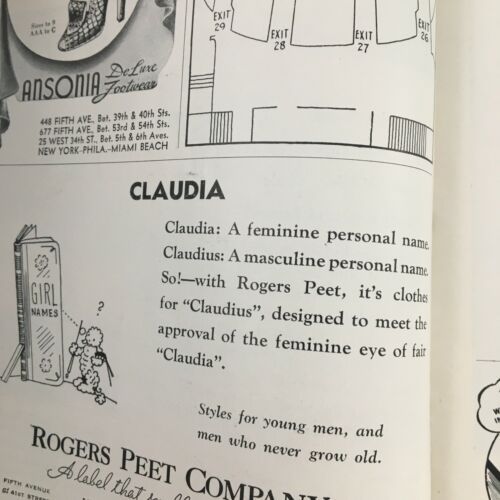 Sizes to 9
AAA to C
ANSONIA DeLuxe
Footwear
448 FIFTH AVE., Bet. 39th & 40th Sts.
677 FIFTH AVE., Bet. 53rd & 54th Sts.
25 WEST 34th ST., Bet. 5th & 6th Aves.
NEW YORK-PHILA.-MIAMI BEACH
EXIT
29
EXIT
28
EXIT
27
EXIT
26
CLAUDIA
Claudia: A feminine personal name.
Claudius: A masculine personal name.
So!—with Rogers Peet, it's clothes
for "Claudius", designed to meet the
approval of the feminine eye of fair
"Claudia".
GIRL
NAMES
?
Styles for young men, and
men who never grow old.
ROGERS PEET COMPANY
A label that
FIFTH AVENUE
at 41st STREET